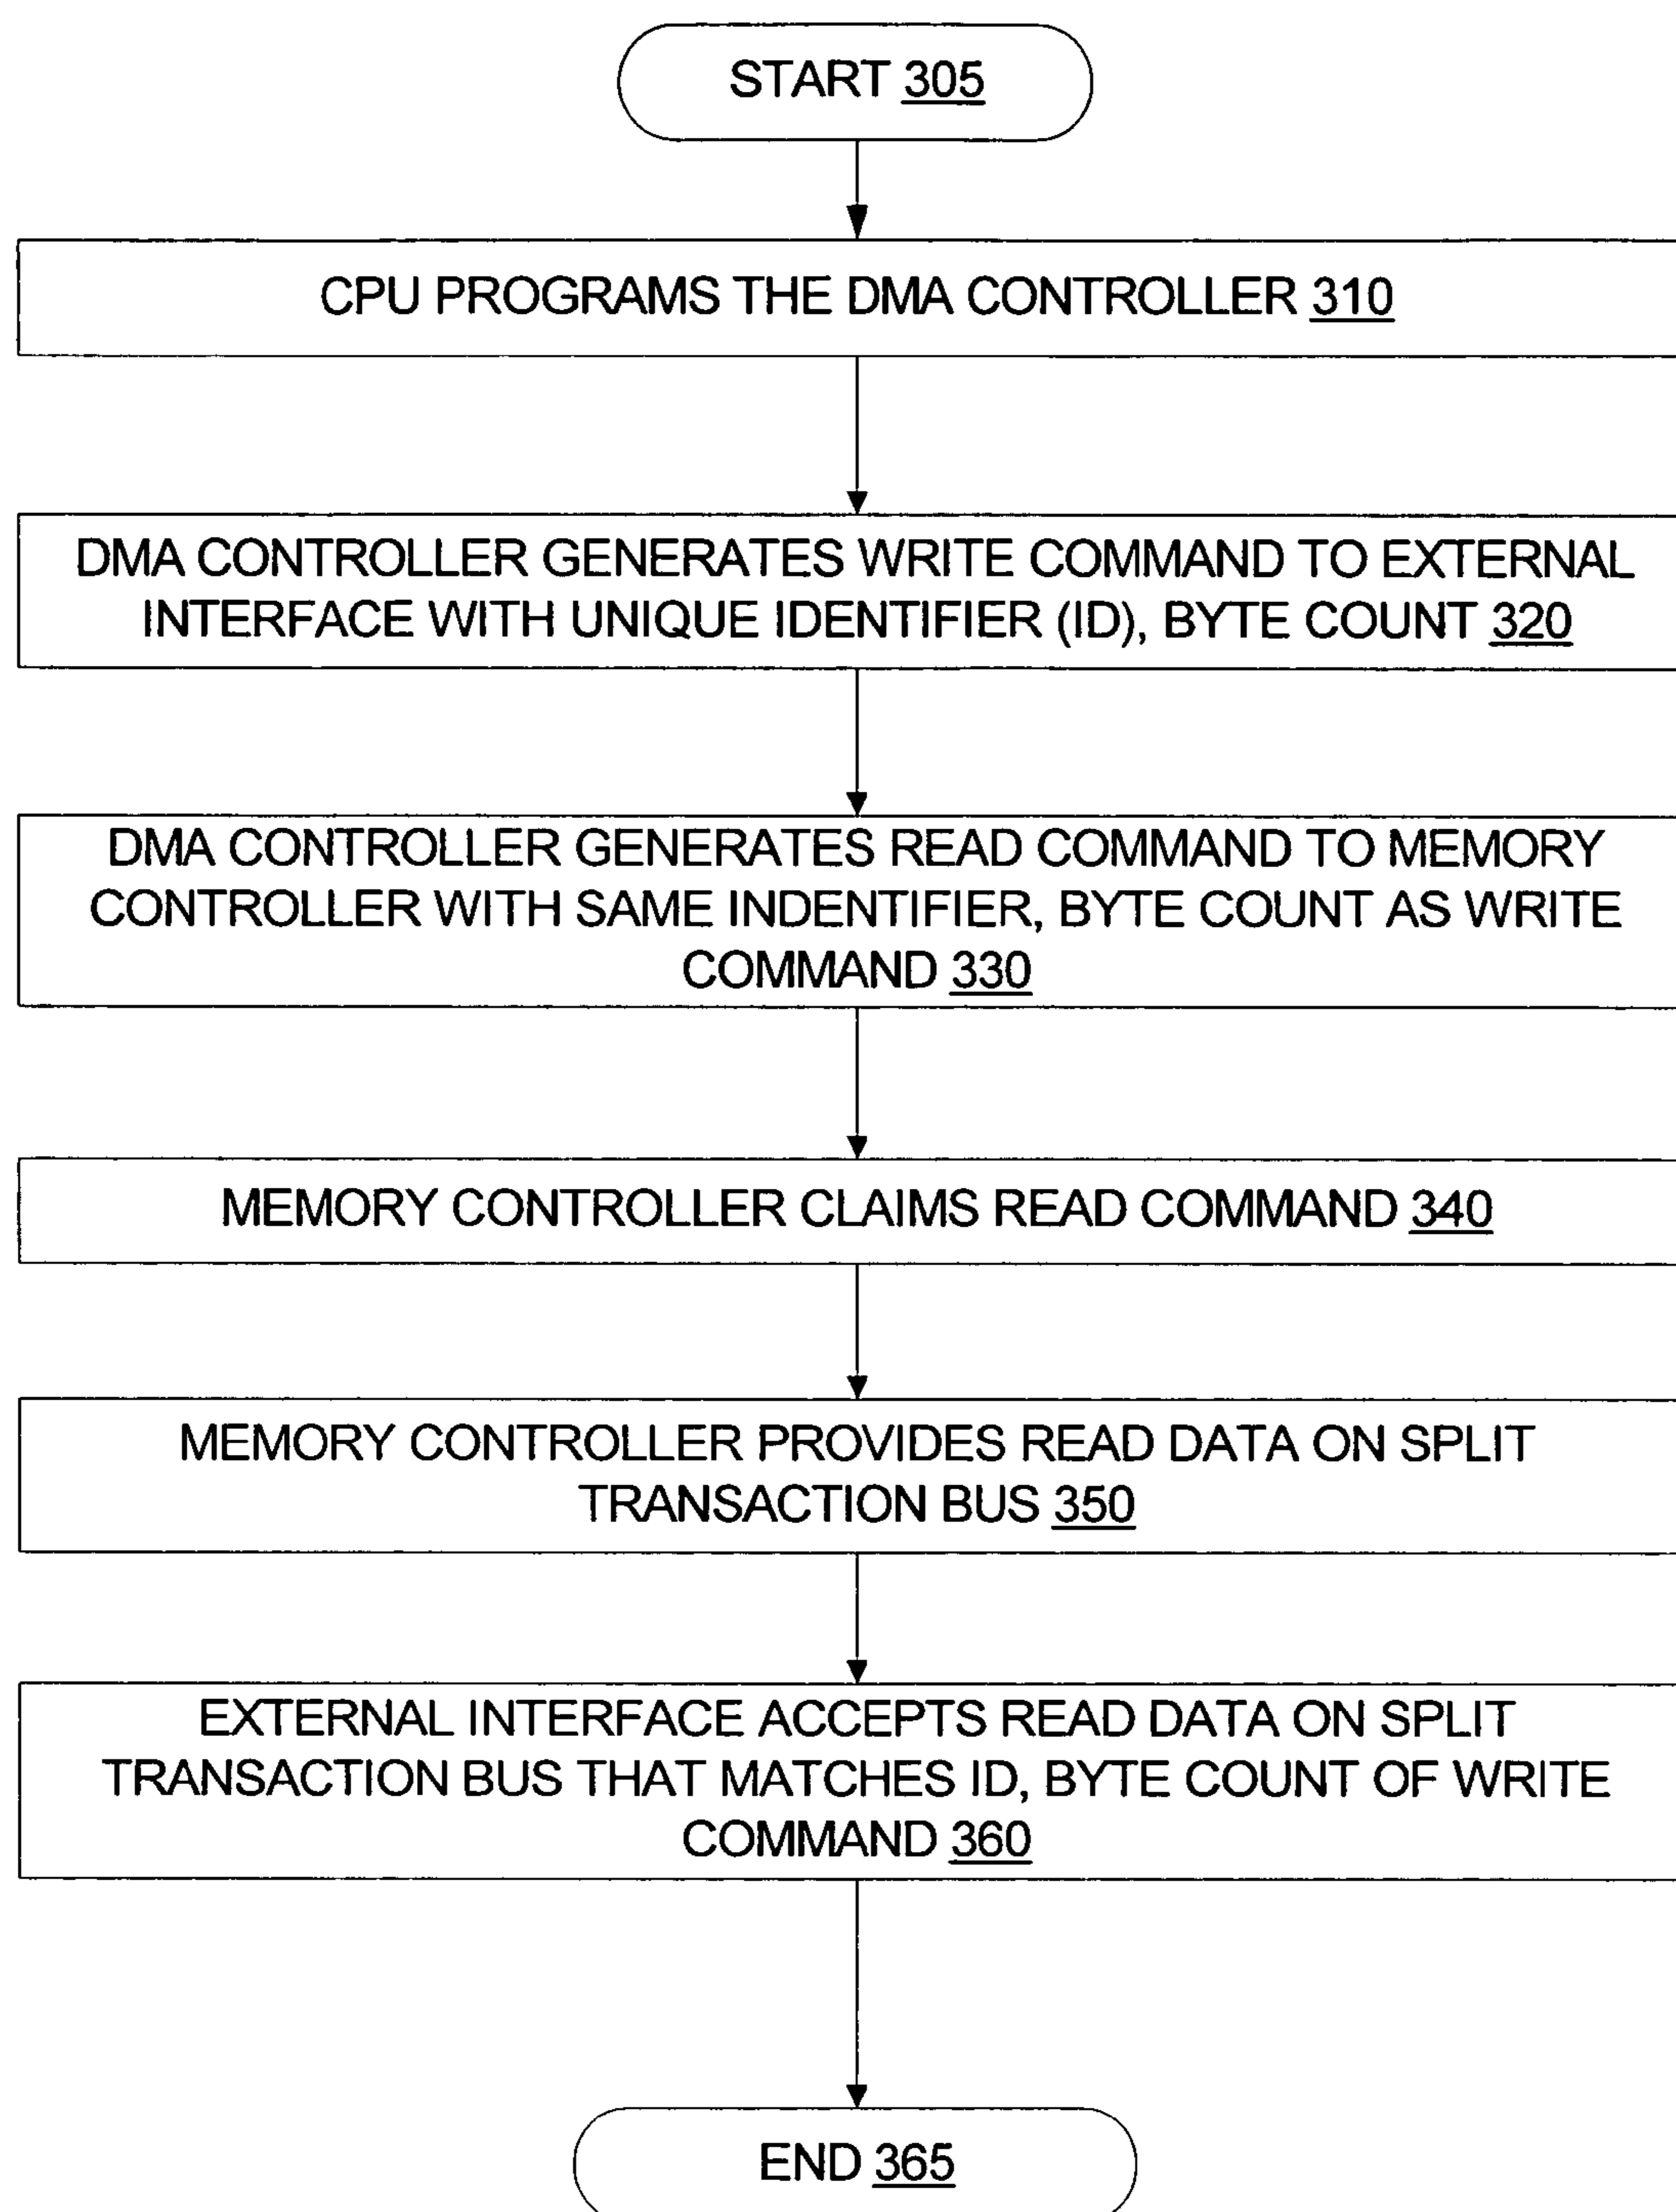 START 305
CPU PROGRAMS THE DMA CONTROLLER 310
DMA CONTROLLER GENERATES WRITE COMMAND TO EXTERNAL
INTERFACE WITH UNIQUE IDENTIFIER (ID), BYTE COUNT 320
DMA CONTROLLER GENERATES READ COMMAND TO MEMORY
CONTROLLER WITH SAME INDENTIFIER, BYTE COUNT AS WRITE
COMMAND 330
MEMORY CONTROLLER CLAIMS READ COMMAND 340
MEMORY CONTROLLER PROVIDES READ DATA ON SPLIT
TRANSACTION BUS 350
EXTERNAL INTERFACE ACCEPTS READ DATA ON SPLIT
TRANSACTION BUS THAT MATCHES ID, BYTE COUNT OF WRITE
COMMAND 360
END 365